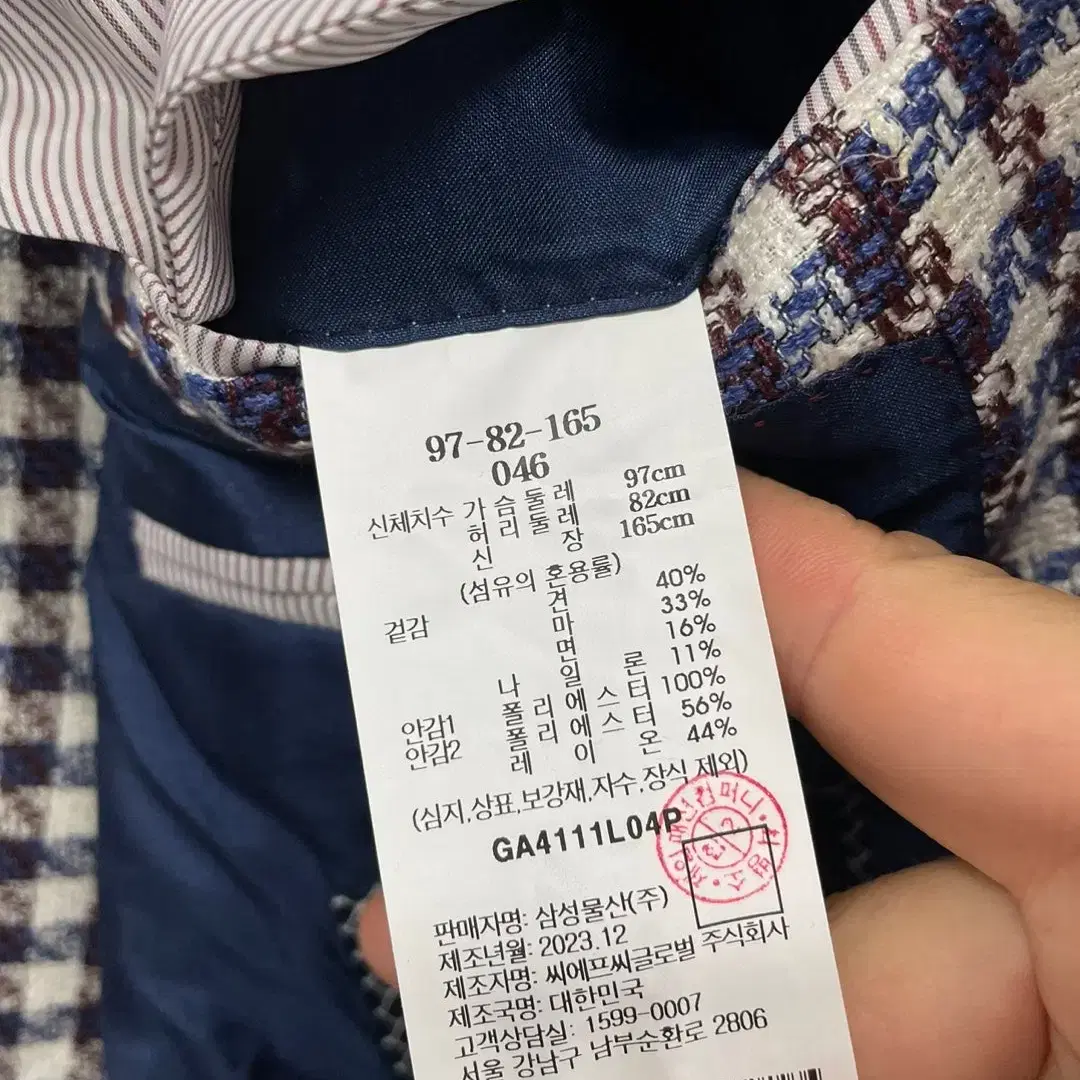 97-82-165
046
신체치수 가슴둘레 97cm
허리둘레 82cm
신장 165cm
(섬유의 혼용률)
겉감 견 40%
마 33%
면 16%
나일론 11%
안감1 폴리에스터 100%
안감2 폴리에스터 56%
레이온 44%
(심지,상표,보강재,자수,장식 제외)
GA4111L04P
판매자명: 삼성물산(주)
제조년월: 2023.12
제조자명: 씨에프씨글로벌 주식회사
제조국명: 대한민국
고객상담실: 1599-0007
서울 강남구 남부순환로 2806